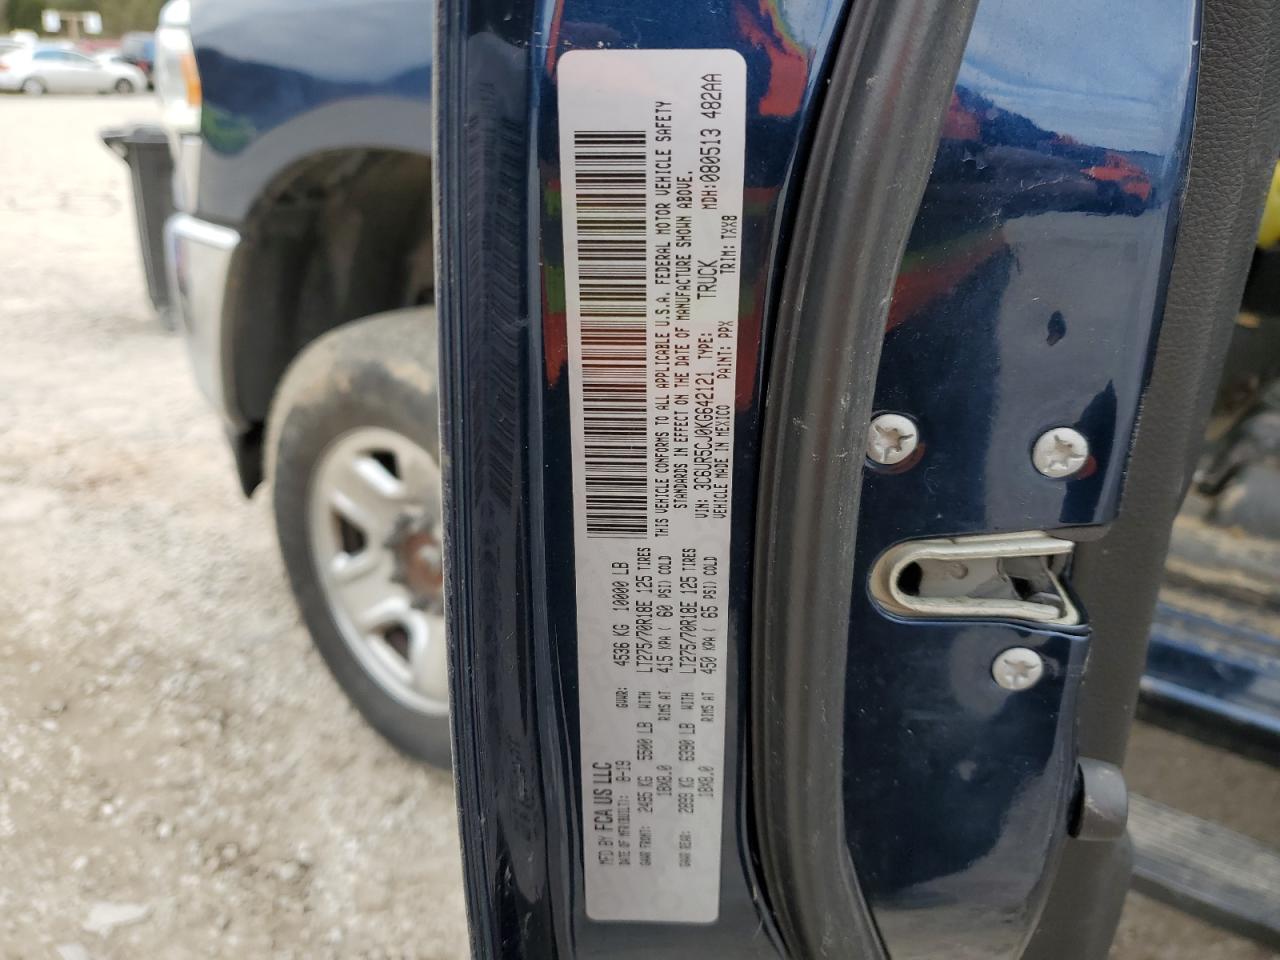 MFD BY FCA US LLC
DATE OF MFR(BUILT): 8-19 GVWR: 4536 KG 10000 LB
GAWR FRONT: 2495 KG 5500 LB WITH LT275/70R18E 125 TIRES
18X8.0 RIMS AT 415 KPA ( 60 PSI) COLD
GAWR REAR: 2899 KG 6390 LB WITH LT275/70R18E 125 TIRES
18X8.0 RIMS AT 450 KPA ( 65 PSI) COLD
THIS VEHICLE CONFORMS TO ALL APPLICABLE U.S.A. FEDERAL MOTOR VEHICLE SAFETY
STANDARDS IN EFFECT ON THE DATE OF MANUFACTURE SHOWN ABOVE.
VIN: 3C6UR5CJ0KG642121 TYPE: TRUCK MDH:080513 482AA
VEHICLE MADE IN MEXICO PAINT: PPX TRIM: TXX8